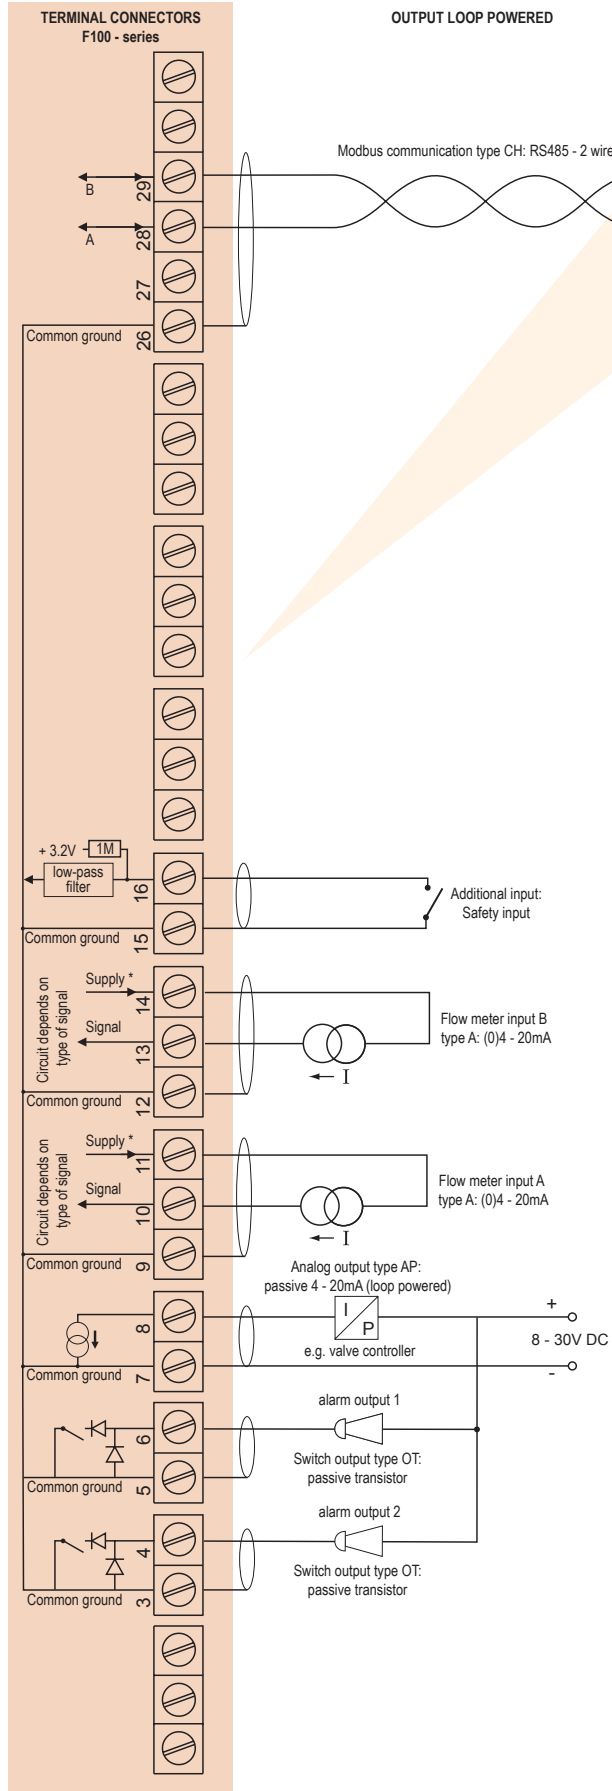 TERMINAL CONNECTORS
F100 - series
OUTPUT LOOP POWERED
Modbus communication type CH: RS485 - 2 wire
B
29
A
28
27
Common ground
26
+ 3.2V
1M
low-pass
filter
16
Additional input:
Safety input
Common ground
15
Circuit depends on
type of signal
Supply *
14
Signal
13
Flow meter input B
type A: (0)4 - 20mA
I
Common ground
12
Circuit depends on
type of signal
Supply *
11
Signal
10
Flow meter input A
type A: (0)4 - 20mA
I
Common ground
9
Analog output type AP:
passive 4 - 20mA (loop powered)
8
I
P
+
8 - 30V DC
e.g. valve controller
Common ground
7
-
alarm output 1
6
Switch output type OT:
passive transistor
Common ground
5
alarm output 2
4
Switch output type OT:
passive transistor
Common ground
3